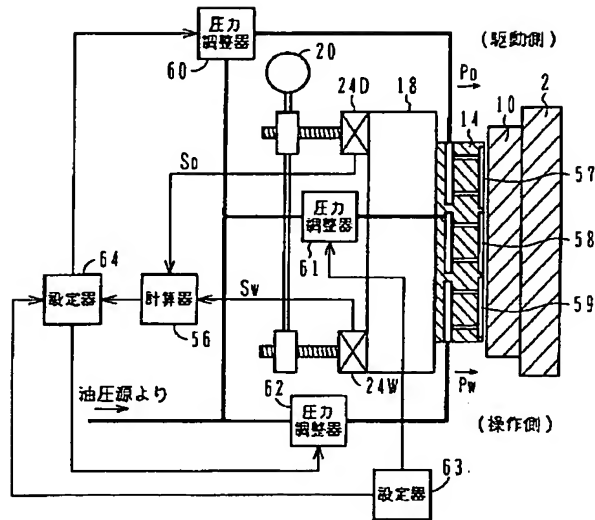 圧力
調整器
60
20
24D
18
(駆動側)
PD
14
10
2
57
58
59
SD
圧力
調整器
61
64
設定器
計算器
56
SW
24W
PW
油圧源より
62
圧力
調整器
(操作側)
設定器
63